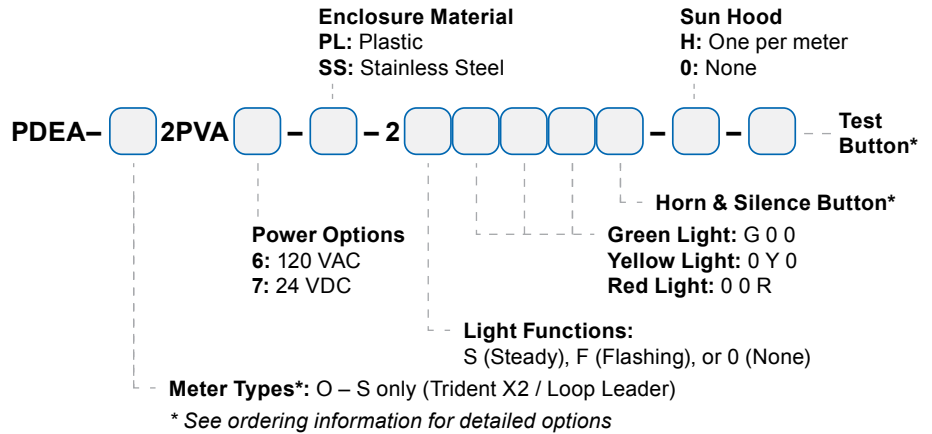 Enclosure Material
PL: Plastic
SS: Stainless Steel
Sun Hood
H: One per meter
0: None
PDEA– 2PVA – – 2 – –
Test
Button*
Horn & Silence Button*
Power Options
6: 120 VAC
7: 24 VDC
Green Light: G 0 0
Yellow Light: 0 Y 0
Red Light: 0 0 R
Light Functions:
S (Steady), F (Flashing), or 0 (None)
Meter Types*: O – S only (Trident X2 / Loop Leader)
* See ordering information for detailed options